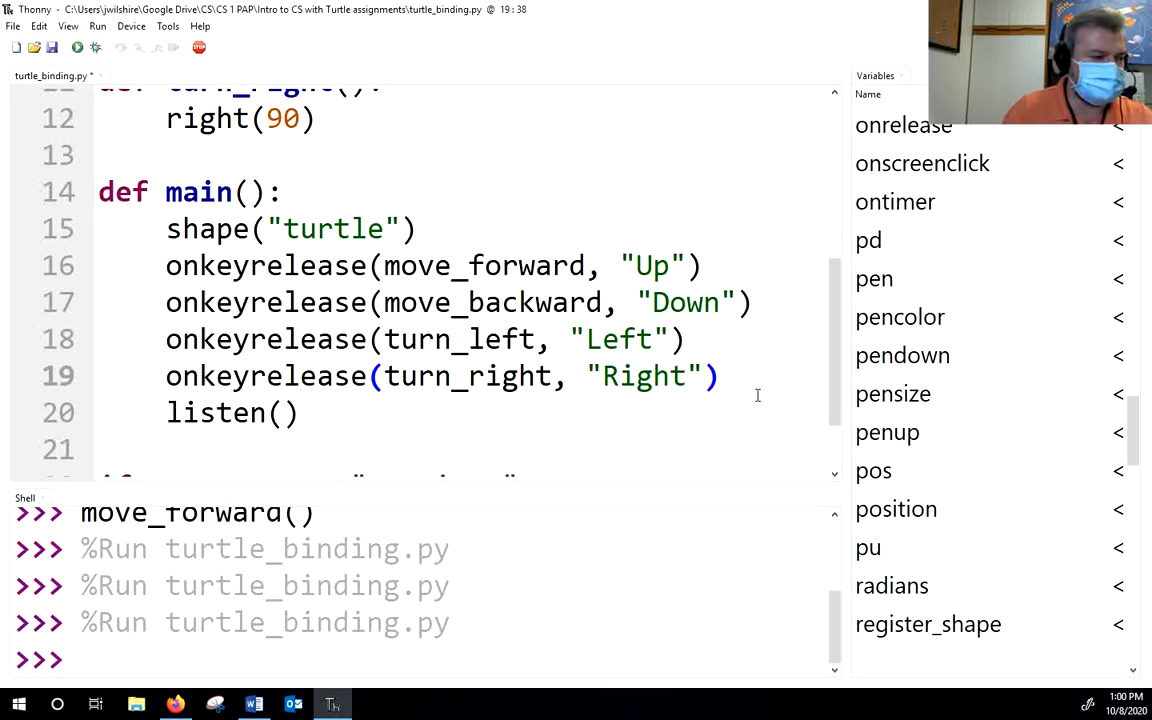 Thonny - C:\Users\jwilshire\Google Drive\CS\CS 1 PAP\Intro to CS with Turtle assignments\turtle_binding.py @ 19 : 38
File Edit View Run Device Tools Help
STOP
turtle_binding.py *
def turn_right():
12 right(90)
13
14 def main():
15 shape("turtle")
16 onkeyrelease(move_forward, "Up")
17 onkeyrelease(move_backward, "Down")
18 onkeyrelease(turn_left, "Left")
19 onkeyrelease(turn_right, "Right")
20 listen()
21
Shell
>>> move_forward()
>>> %Run turtle_binding.py
>>> %Run turtle_binding.py
>>> %Run turtle_binding.py
>>>
Variables
Name
onrelease <
onscreenclick <
ontimer <
pd <
pen <
pencolor <
pendown <
pensize <
penup <
pos <
position <
pu <
radians <
register_shape <
1:00 PM
10/8/2020